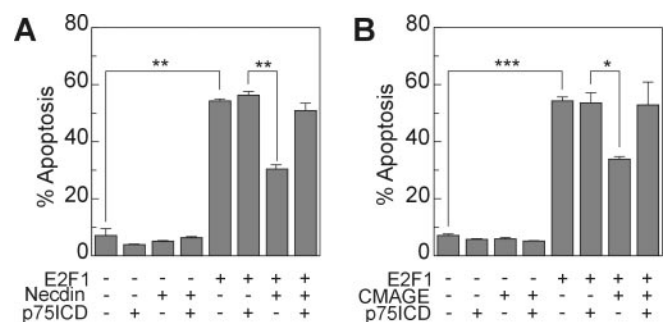 A
80
60
40
20
0
% Apoptosis
**
**
E2F1 - - - - + + + +
Necdin - - + + - - + +
p75ICD - + - + - + - +
B
80
60
40
20
0
% Apoptosis
***
*
E2F1 - - - - + + + +
CMAGE - - + + - - + +
p75ICD - + - + - + - +